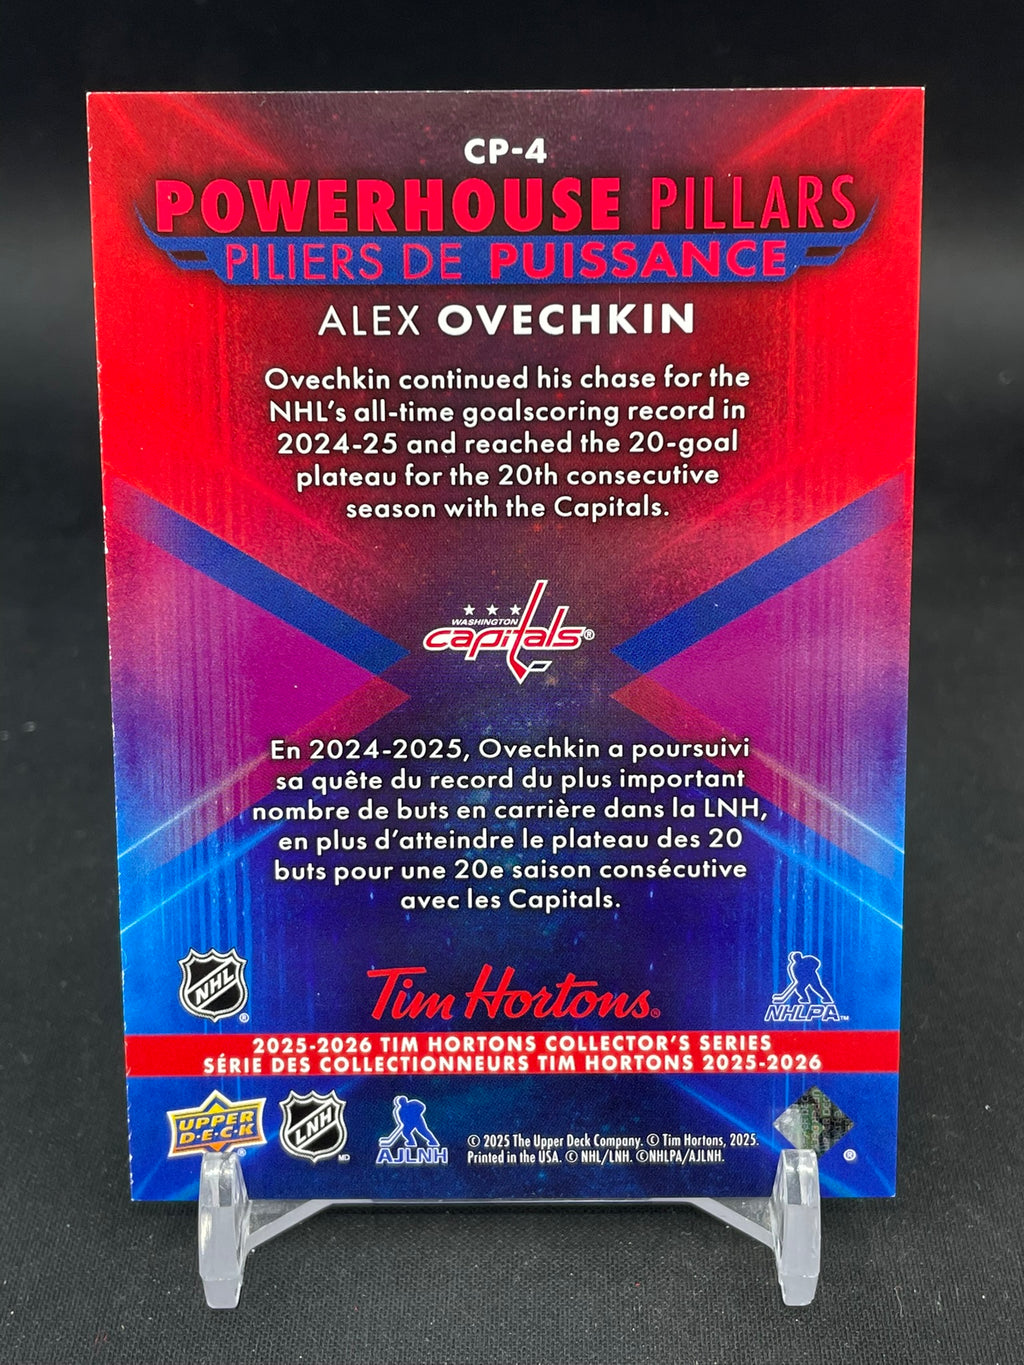 CP-4
POWERHOUSE PILLARS
PILIERS DE PUISSANCE
ALEX OVECHKIN
Ovechkin continued his chase for the
NHL's all-time goalscoring record in
2024-25 and reached the 20-goal
plateau for the 20th consecutive
season with the Capitals.
WASHINGTON
capitals®
En 2024-2025, Ovechkin a poursuivi
sa quête du record du plus important
nombre de buts en carrière dans la LNH,
en plus d'atteindre le plateau des 20
buts pour une 20e saison consécutive
avec les Capitals.
NHL ®
Tim Hortons®
NHLPA™
2025-2026 TIM HORTONS COLLECTOR'S SERIES
SÉRIE DES COLLECTIONNEURS TIM HORTONS 2025-2026
UPPER
D·E·C·K ®
LNH MD
AJLNH
© 2025 The Upper Deck Company. © Tim Hortons, 2025.
Printed in the USA. © NHL/LNH. ©NHLPA/AJLNH.
®